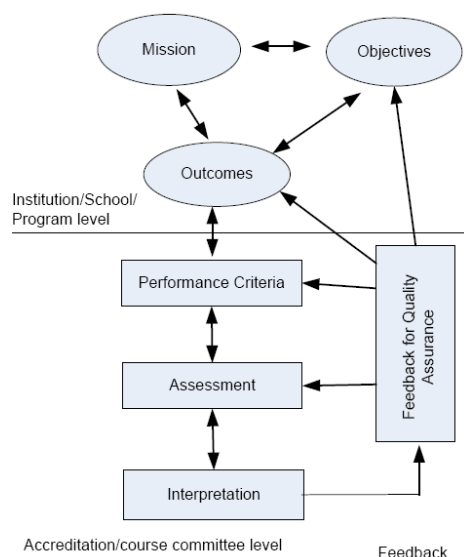 Mission
Objectives
Outcomes
Institution/School/
Program level
Performance Criteria
Feedback for Quality
Assurance
Assessment
Interpretation
Accreditation/course committee level
Feedback